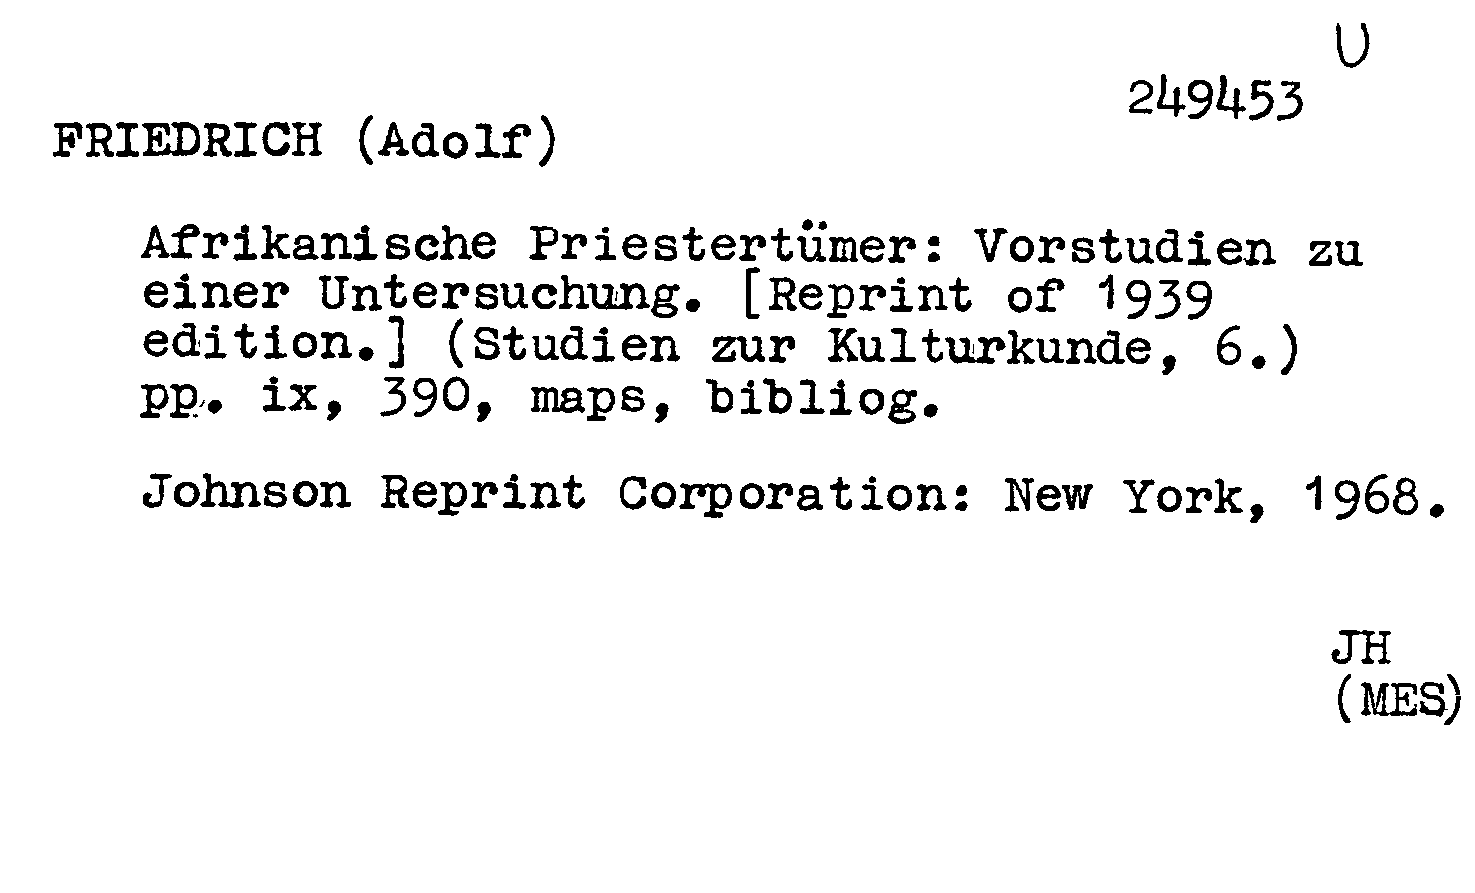 U
249453
FRIEDRICH (Adolf)
Afrikanische Priestertümer: Vorstudien zu
einer Untersuchung. [Reprint of 1939
edition.] (Studien zur Kulturkunde, 6.)
pp. ix, 390, maps, bibliog.
Johnson Reprint Corporation: New York, 1968.
JH
(MES)